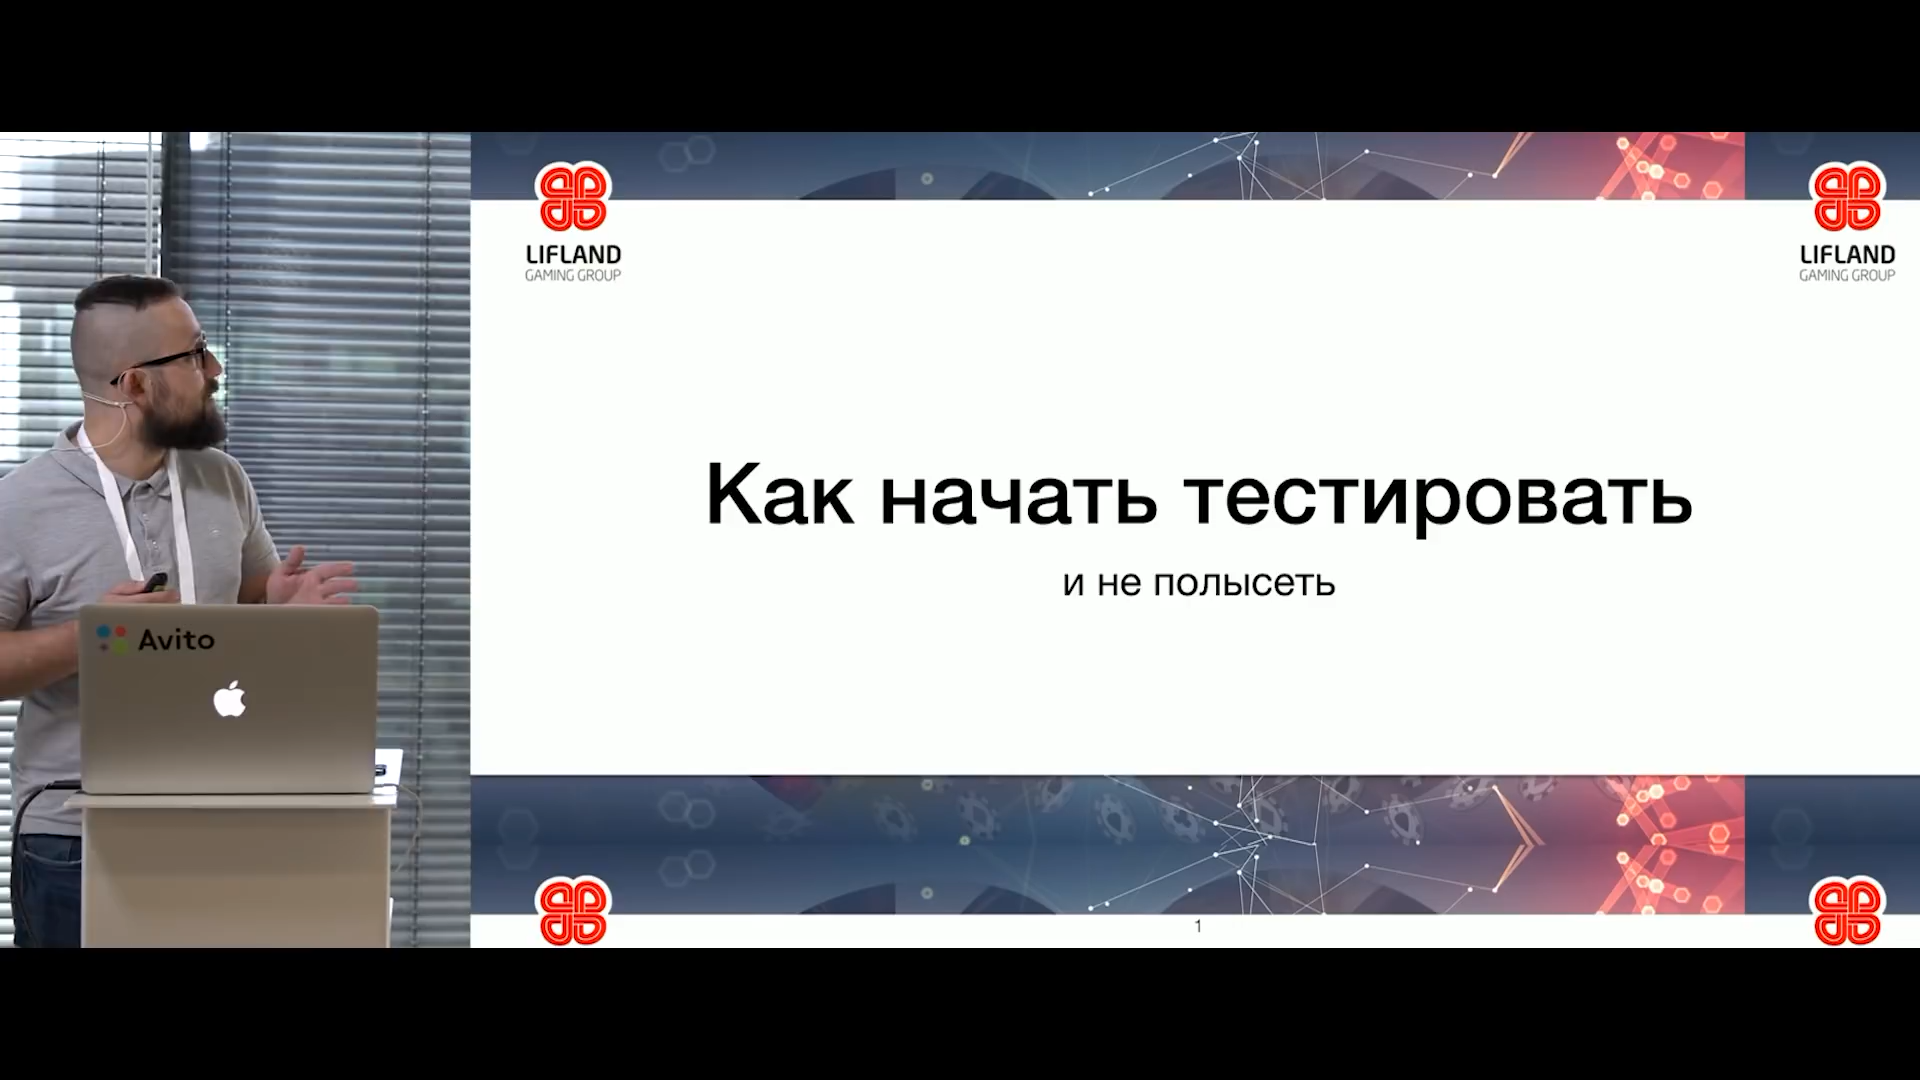 LIFLAND
GAMING GROUP
LIFLAND
GAMING GROUP
Как начать тестировать
и не полысеть
Avito
1